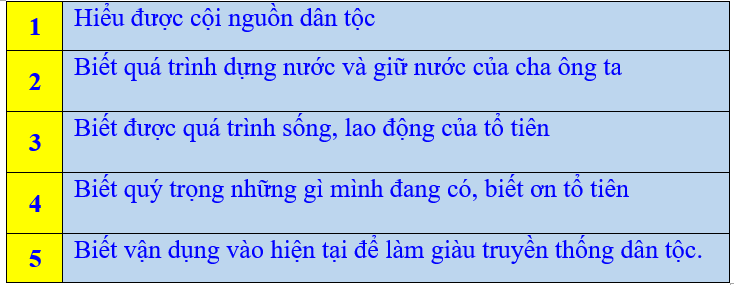 1 Hiểu được cội nguồn dân tộc
2 Biết quá trình dựng nước và giữ nước của cha ông ta
3 Biết được quá trình sống, lao động của tổ tiên
4 Biết quý trọng những gì mình đang có, biết ơn tổ tiên
5 Biết vận dụng vào hiện tại để làm giàu truyền thống dân tộc.